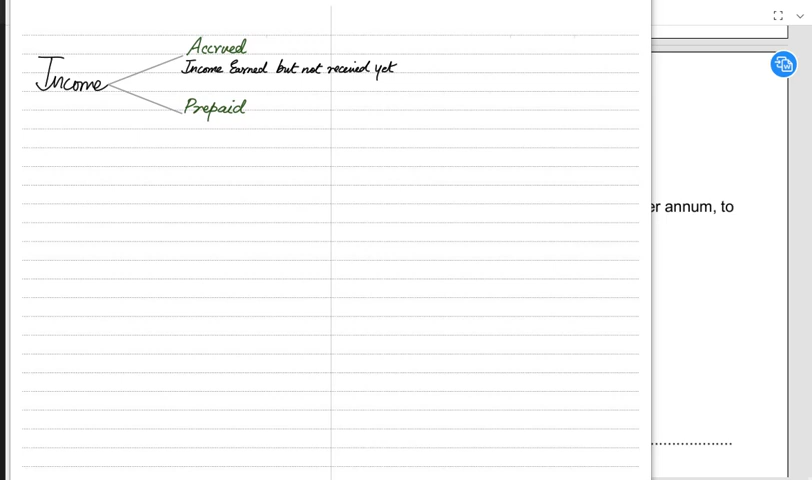 Accrued
Income
Income Earned but not received yet
Prepaid
er annum, to
....................